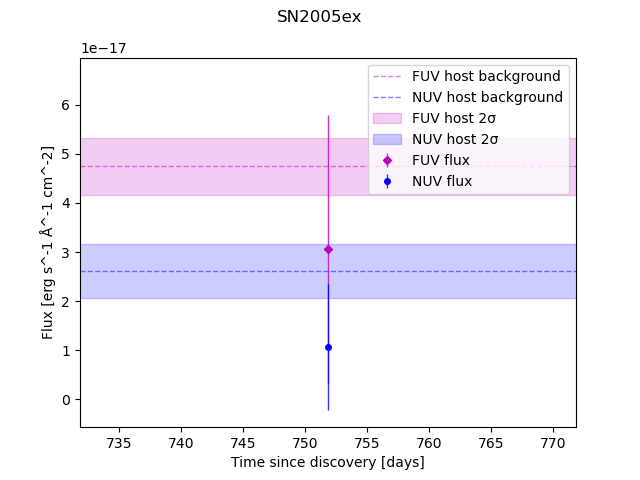 SN2005ex
1e−17
FUV host background
NUV host background
FUV host 2σ
NUV host 2σ
FUV flux
NUV flux
6
5
4
3
2
1
0
Flux [erg s^-1 Å^-1 cm^-2]
735 740 745 750 755 760 765 770
Time since discovery [days]